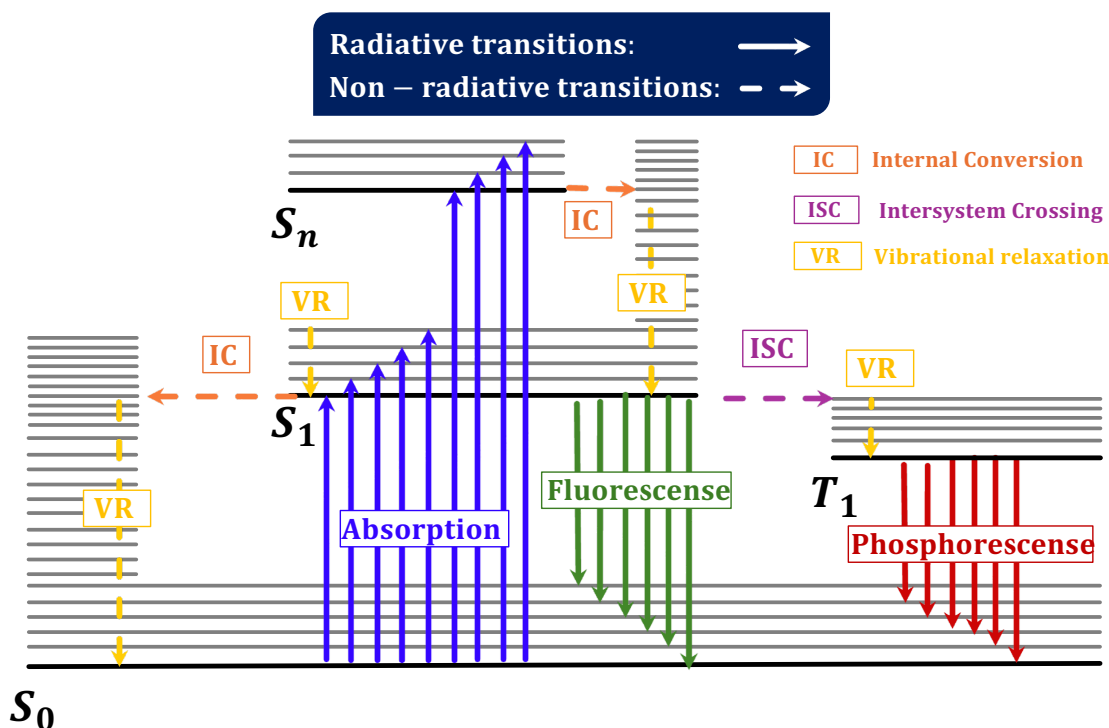 Radiative transitions:
Non − radiative transitions:
IC Internal Conversion
ISC Intersystem Crossing
VR Vibrational relaxation
Sn
IC
VR
VR
IC
ISC
VR
S1
Fluorescense
T1
VR
Absorption
Phosphorescense
S0